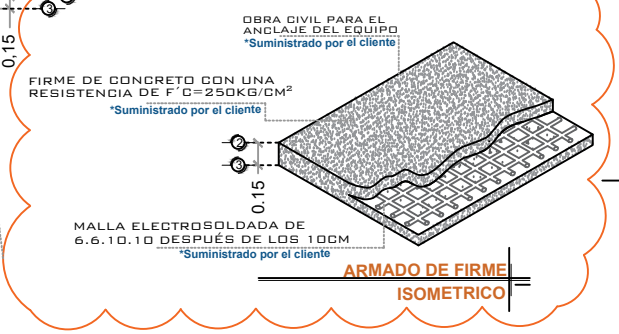 3
0,15
OBRA CIVIL PARA EL
ANCLAJE DEL EQUIPO
*Suministrado por el cliente
FIRME DE CONCRETO CON UNA
RESISTENCIA DE F´C=250KG/CM²
*Suministrado por el cliente
2
3
0.15
MALLA ELECTROSOLDADA DE
6.6.10.10 DESPUÉS DE LOS 10CM
*Suministrado por el cliente
ARMADO DE FIRME
ISOMETRICO